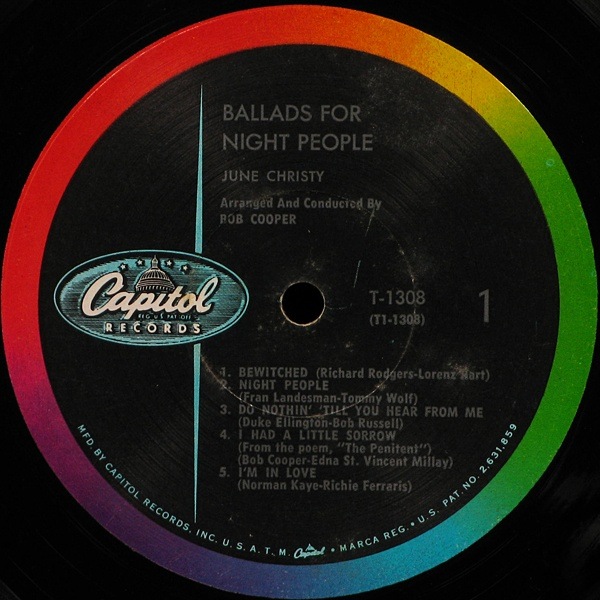 BALLADS FOR
NIGHT PEOPLE
JUNE CHRISTY
Arranged And Conducted By
BOB COOPER
Capitol
REG. U.S. PAT. OFF.
RECORDS
T-1308
(T1-1308)
1
1. BEWITCHED (Richard Rodgers-Lorenz Hart)
2. NIGHT PEOPLE
(Fran Landesman-Tommy Wolf)
3. DO NOTHIN' TILL YOU HEAR FROM ME
(Duke Ellington-Bob Russell)
4. I HAD A LITTLE SORROW
(From the poem, "The Penitent")
(Bob Cooper-Edna St. Vincent Millay)
5. I'M IN LOVE
(Norman Kaye-Richie Ferraris)
MFD. BY CAPITOL RECORDS, INC. U.S.A. T.M. Capitol • MARCA REG. • U.S. PAT. NO. 2,631,859